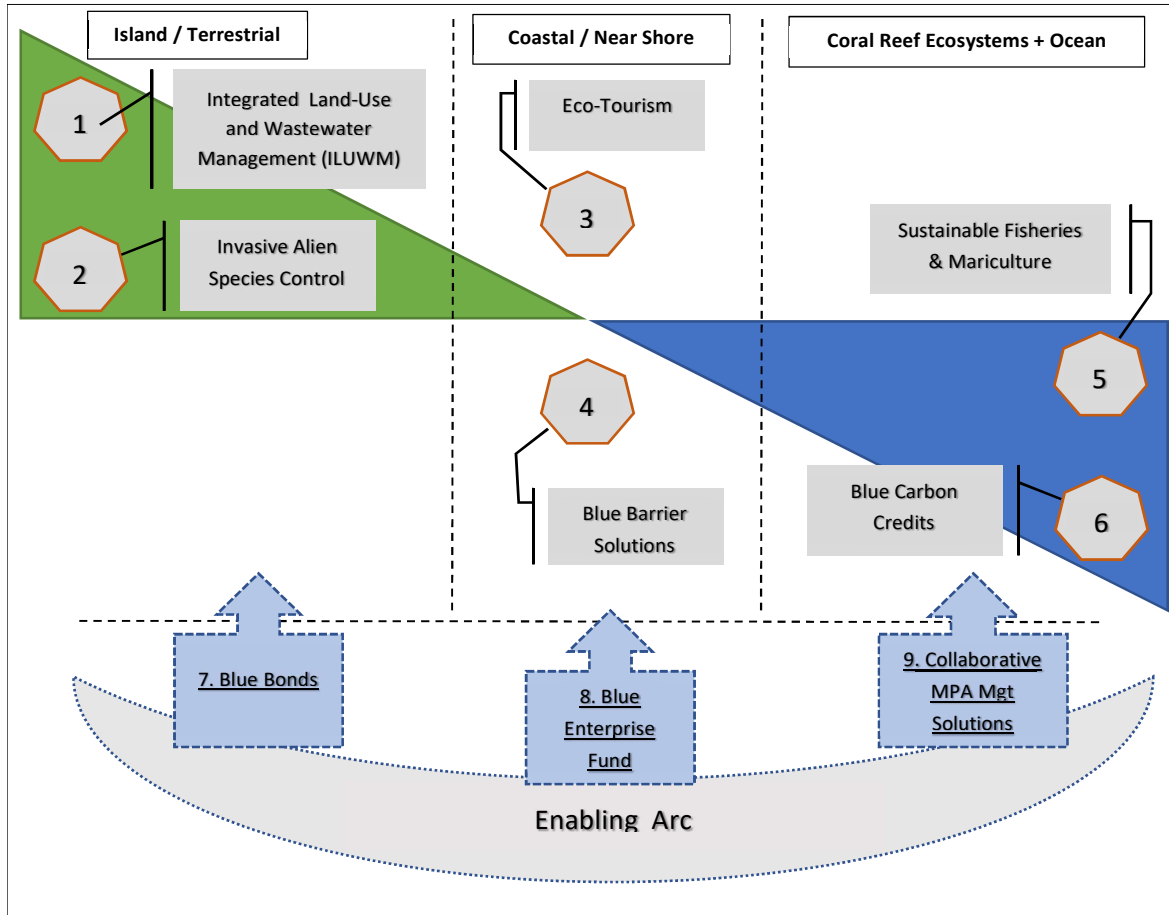 Island / Terrestrial
Coastal / Near Shore
Coral Reef Ecosystems + Ocean
1
Integrated Land-Use
and Wastewater
Management (ILUWM)
Eco-Tourism
3
2
Invasive Alien
Species Control
Sustainable Fisheries
& Mariculture
5
4
Blue Barrier
Solutions
Blue Carbon
Credits
6
7. Blue Bonds
8. Blue
Enterprise
Fund
9. Collaborative
MPA Mgt
Solutions
Enabling Arc